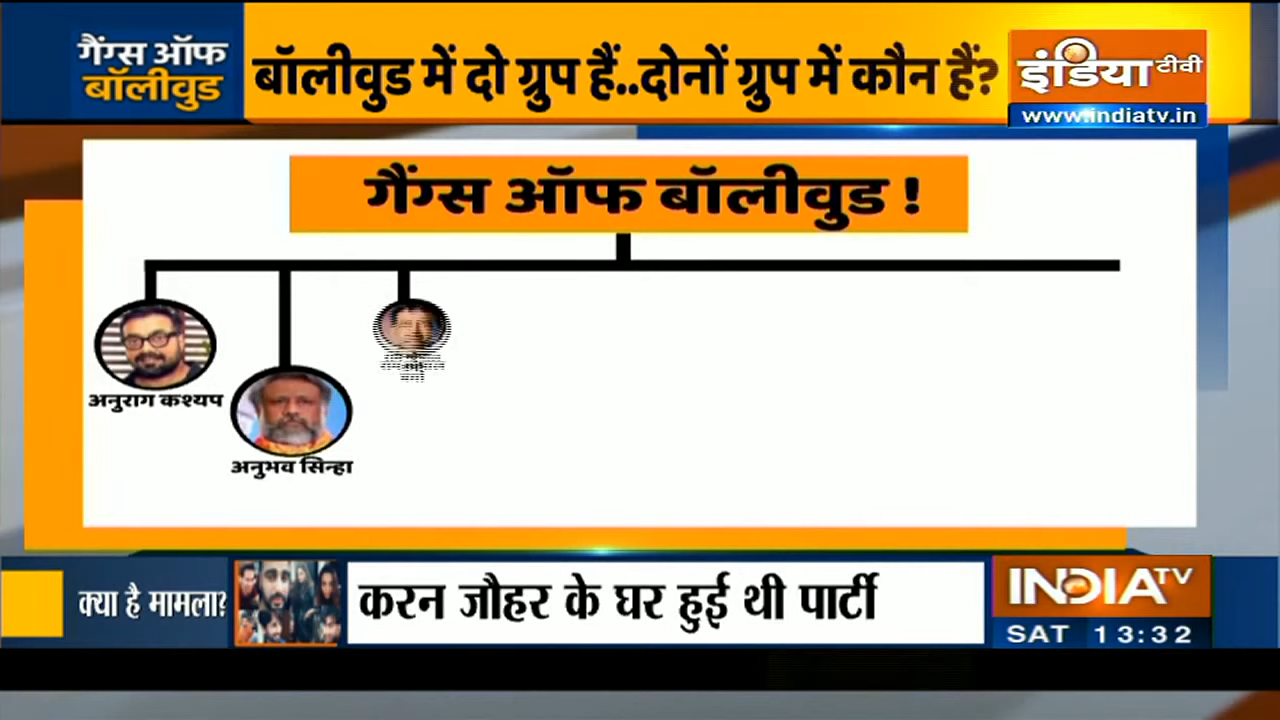 गैंग्स ऑफ
बॉलीवुड
बॉलीवुड में दो ग्रुप हैं..दोनों ग्रुप में कौन हैं?
इंडिया टीवी
www.indiatv.in
गैंग्स ऑफ बॉलीवुड !
अनुराग कश्यप
अनुभव सिन्हा
क्या है मामला?
करन जौहर के घर हुई थी पार्टी
INDIA TV
SAT 13:32